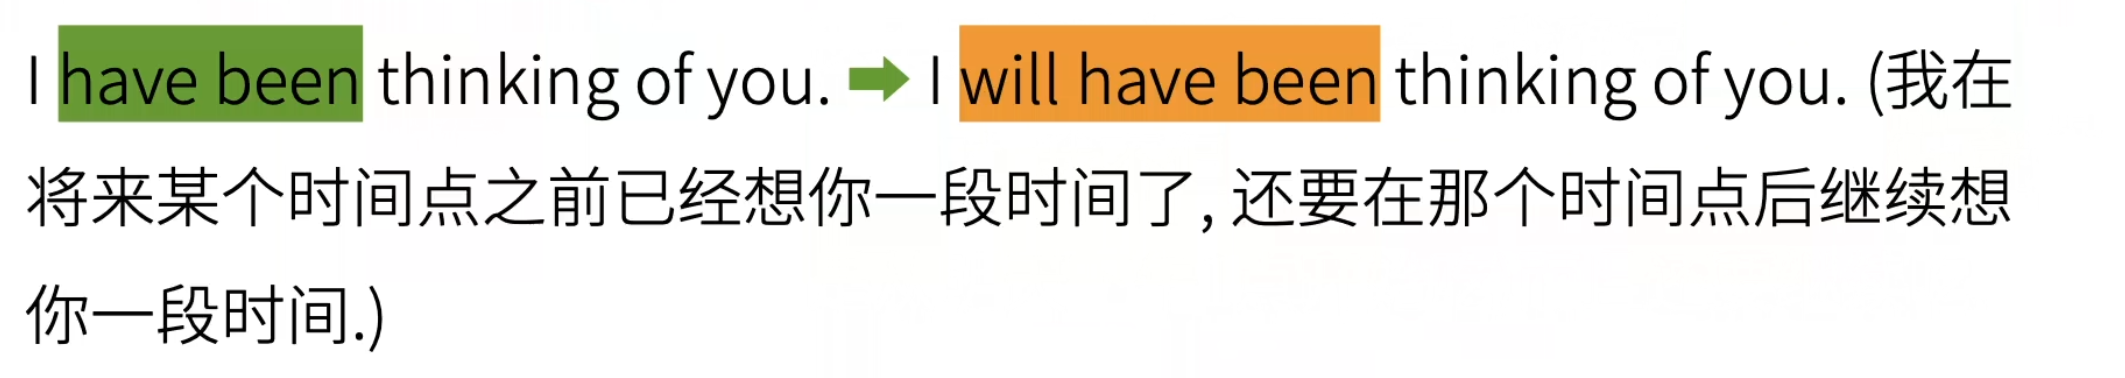 I have been thinking of you. ➡ I will have been thinking of you. (我在
将来某个时间点之前已经想你一段时间了, 还要在那个时间点后继续想
你一段时间.)